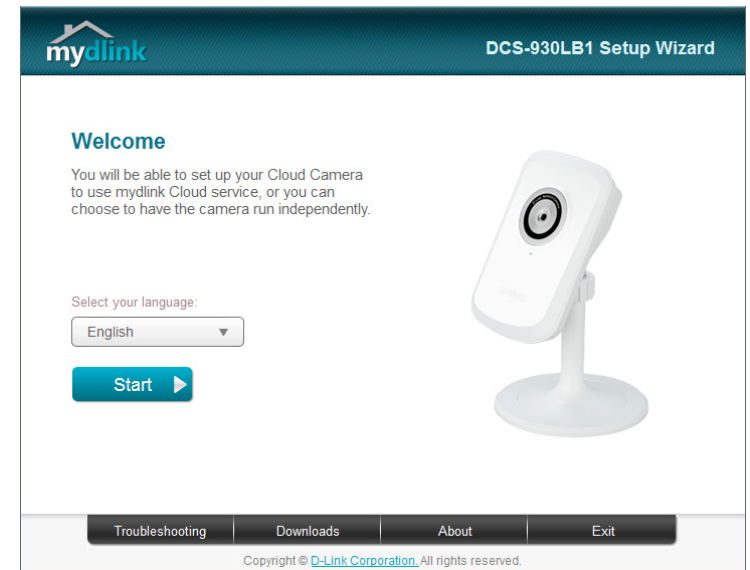 mydlink
DCS-930LB1 Setup Wizard
Welcome
You will be able to set up your Cloud Camera
to use mydlink Cloud service, or you can
choose to have the camera run independently.
Select your language:
English
Start
Troubleshooting Downloads About Exit
Copyright © D-Link Corporation. All rights reserved.